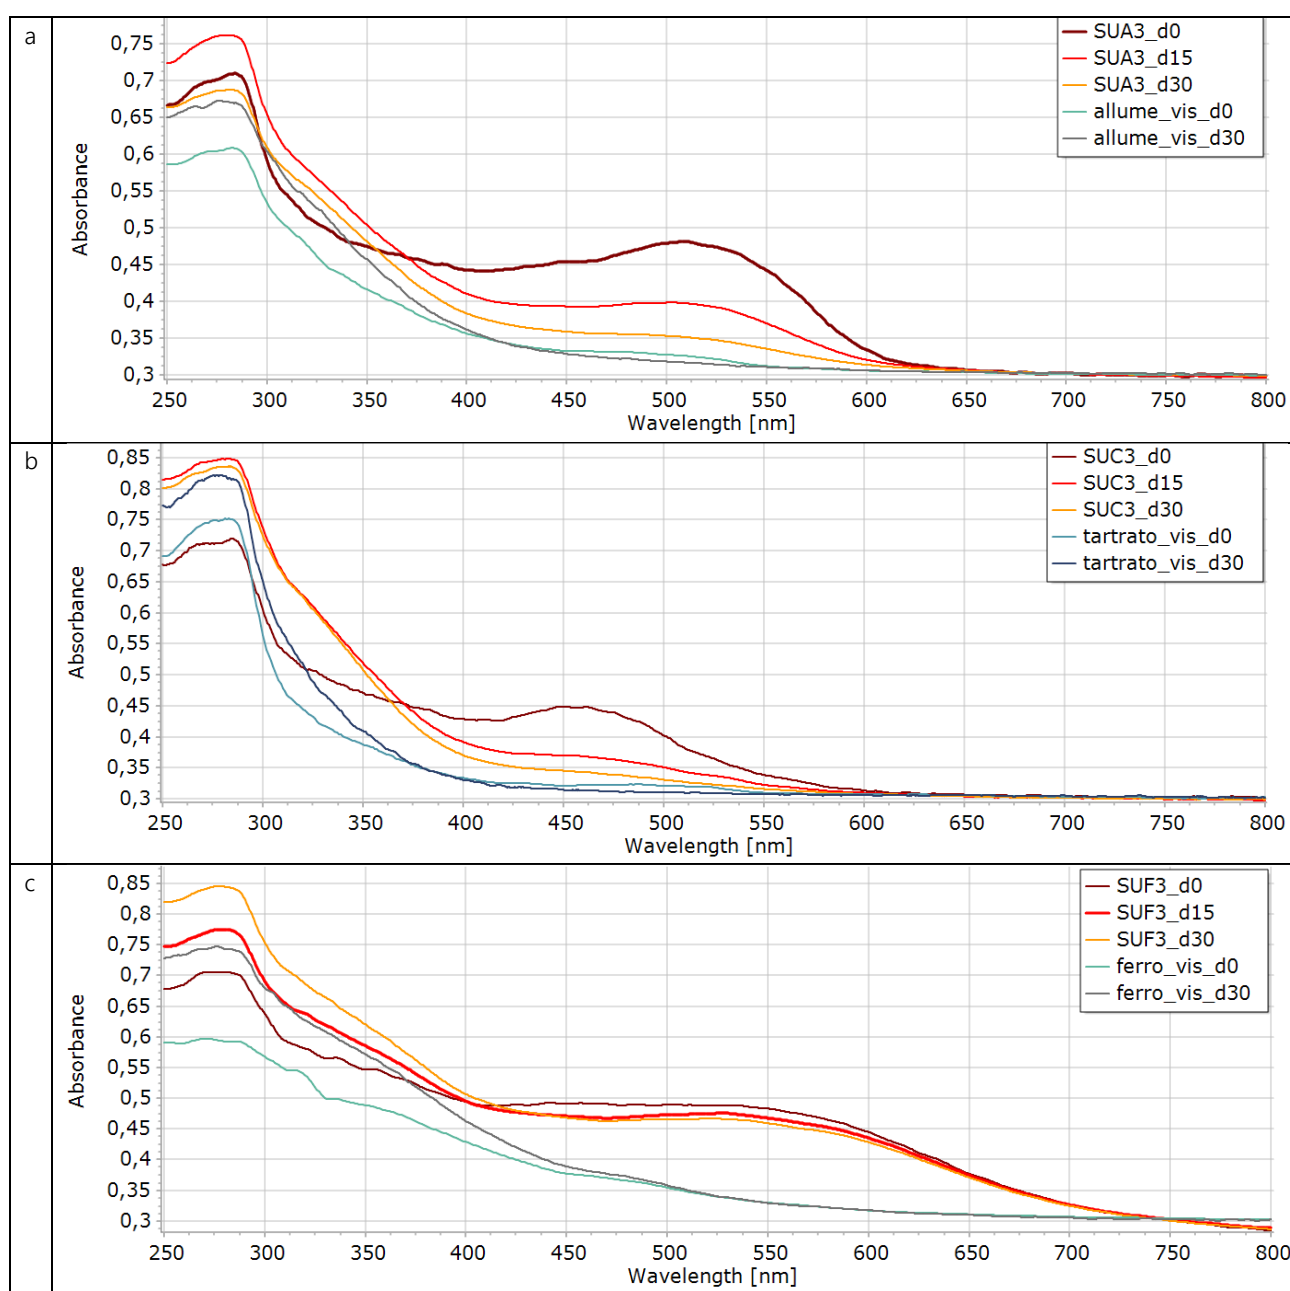 a
0,75
0,7
0,65
0,6
0,55
0,5
0,45
0,4
0,35
0,3
Absorbance
SUA3_d0
SUA3_d15
SUA3_d30
allume_vis_d0
allume_vis_d30
250 300 350 400 450 500 550 600 650 700 750 800
Wavelength [nm]
b
0,85
0,8
0,75
0,7
0,65
0,6
0,55
0,5
0,45
0,4
0,35
0,3
Absorbance
SUC3_d0
SUC3_d15
SUC3_d30
tartrato_vis_d0
tartrato_vis_d30
250 300 350 400 450 500 550 600 650 700 750 800
Wavelength [nm]
c
0,85
0,8
0,75
0,7
0,65
0,6
0,55
0,5
0,45
0,4
0,35
0,3
Absorbance
SUF3_d0
SUF3_d15
SUF3_d30
ferro_vis_d0
ferro_vis_d30
250 300 350 400 450 500 550 600 650 700 750 800
Wavelength [nm]